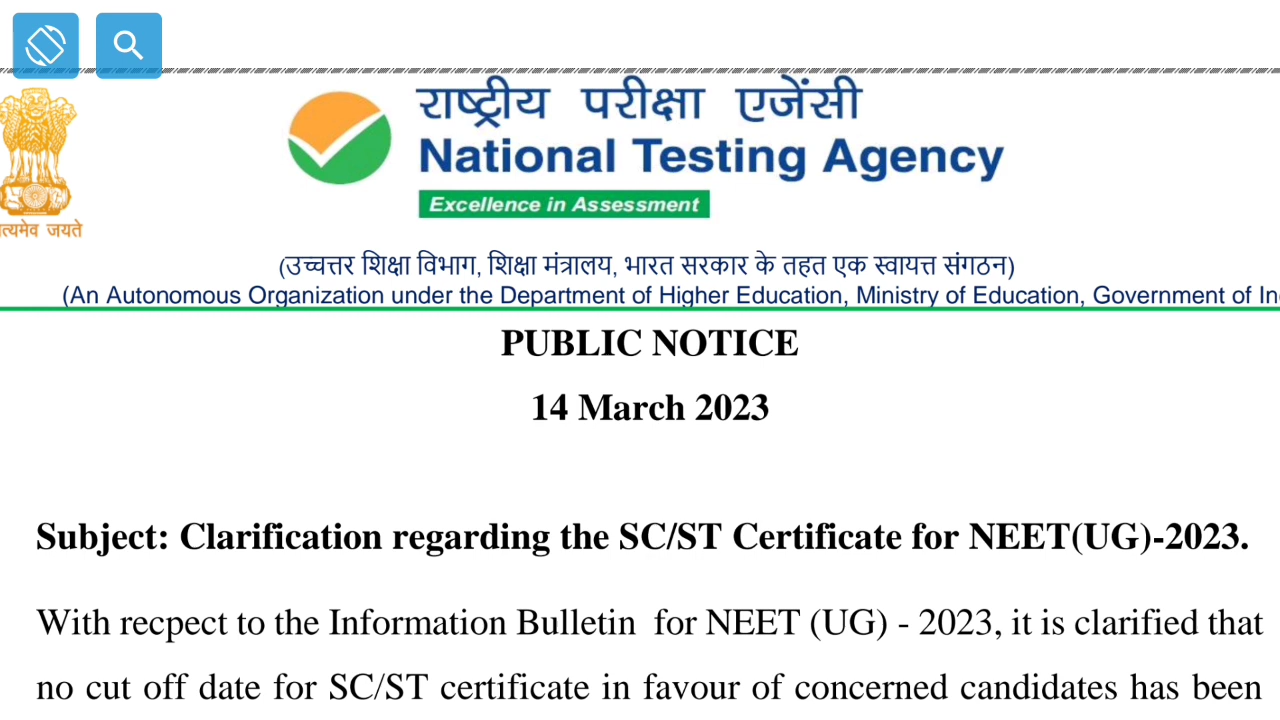 राष्ट्रीय परीक्षा एजेंसी
National Testing Agency
Excellence in Assessment
जयते
(उच्चत्तर शिक्षा विभाग, शिक्षा मंत्रालय, भारत सरकार के तहत एक स्वायत्त संगठन)
(An Autonomous Organization under the Department of Higher Education, Ministry of Education, Government of
PUBLIC NOTICE
14 March 2023
Subject: Clarification regarding the SC/ST Certificate for NEET(UG)-2023.
With recpect to the Information Bulletin for NEET (UG) - 2023, it is clarified that
no cut off date for SC/ST certificate in favour of concerned candidates has been